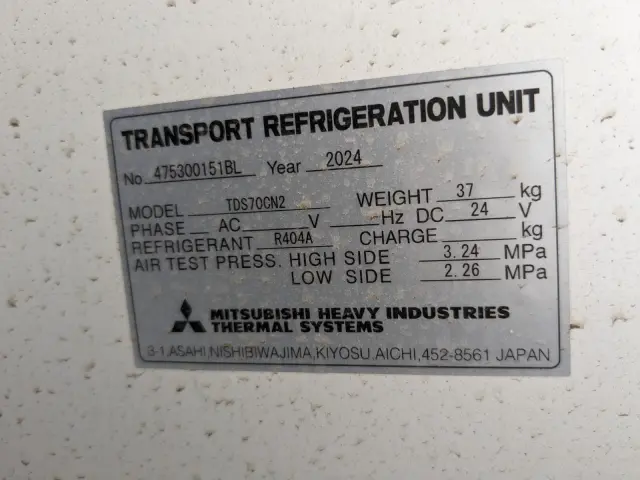 TRANSPORT REFRIGERATION UNIT
No 475300151BL Year 2024
MODEL TDS70CN2 WEIGHT 37 kg
PHASE AC V Hz DC 24 V
REFRIGERANT R404A CHARGE kg
AIR TEST PRESS. HIGH SIDE 3.24 MPa
LOW SIDE 2.26 MPa
MITSUBISHI HEAVY INDUSTRIES
THERMAL SYSTEMS
3-1,ASAHI,NISHIBIWAJIMA,KIYOSU,AICHI,452-8561 JAPAN